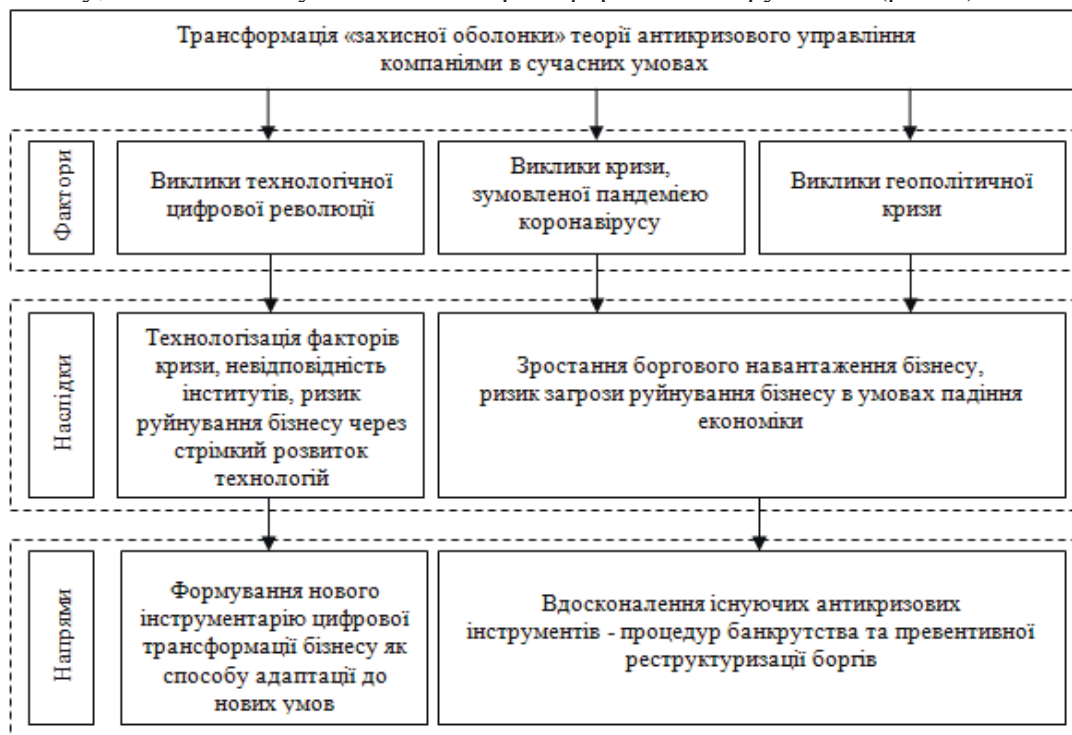 Трансформація «захисної оболонки» теорії антикризового управління
компаніями в сучасних умовах
Фактори
Виклики технологічної
цифрової революції
Виклики кризи,
зумовленої пандемією
коронавірусу
Виклики геополітичної
кризи
Наслідки
Технологізація факторів
кризи, невідповідність
інститутів, ризик
руйнування бізнесу через
стрімкий розвиток
технологій
Зростання боргового навантаження бізнесу,
ризик загрози руйнування бізнесу в умовах падіння
економіки
Напрями
Формування нового
інструментарію цифрової
трансформації бізнесу як
способу адаптації до
нових умов
Вдосконалення існуючих антикризових
інструментів - процедур банкрутства та превентивної
реструктуризації боргів